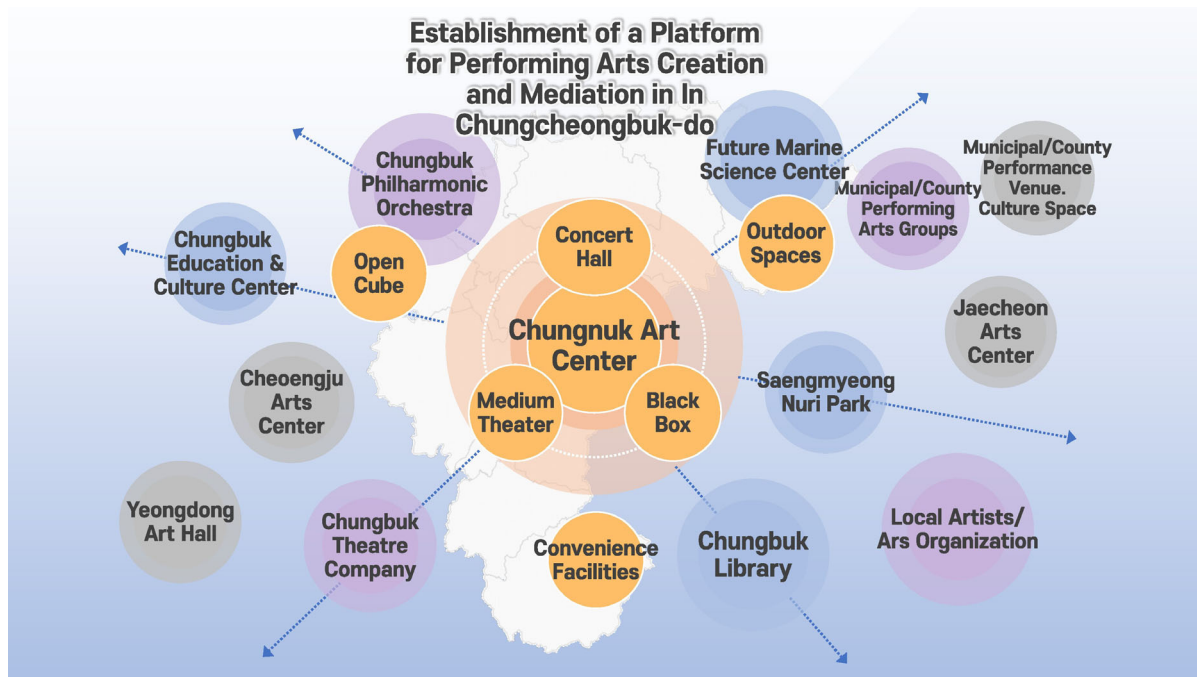 Establishment of a Platform
for Performing Arts Creation
and Mediation in In
Chungcheongbuk-do
Chungbuk
Philharmonic
Orchestra
Future Marine
Science Center
Municipal/County
Performing
Arts Groups
Municipal/County
Performance
Venue.
Culture Space
Chungbuk
Education &
Culture Center
Open
Cube
Concert
Hall
Outdoor
Spaces
Chungnuk Art
Center
Jaecheon
Arts
Center
Cheoengju
Arts
Center
Medium
Theater
Black
Box
Saengmyeong
Nuri Park
Yeongdong
Art Hall
Chungbuk
Theatre
Company
Convenience
Facilities
Chungbuk
Library
Local Artists/
Ars Organization